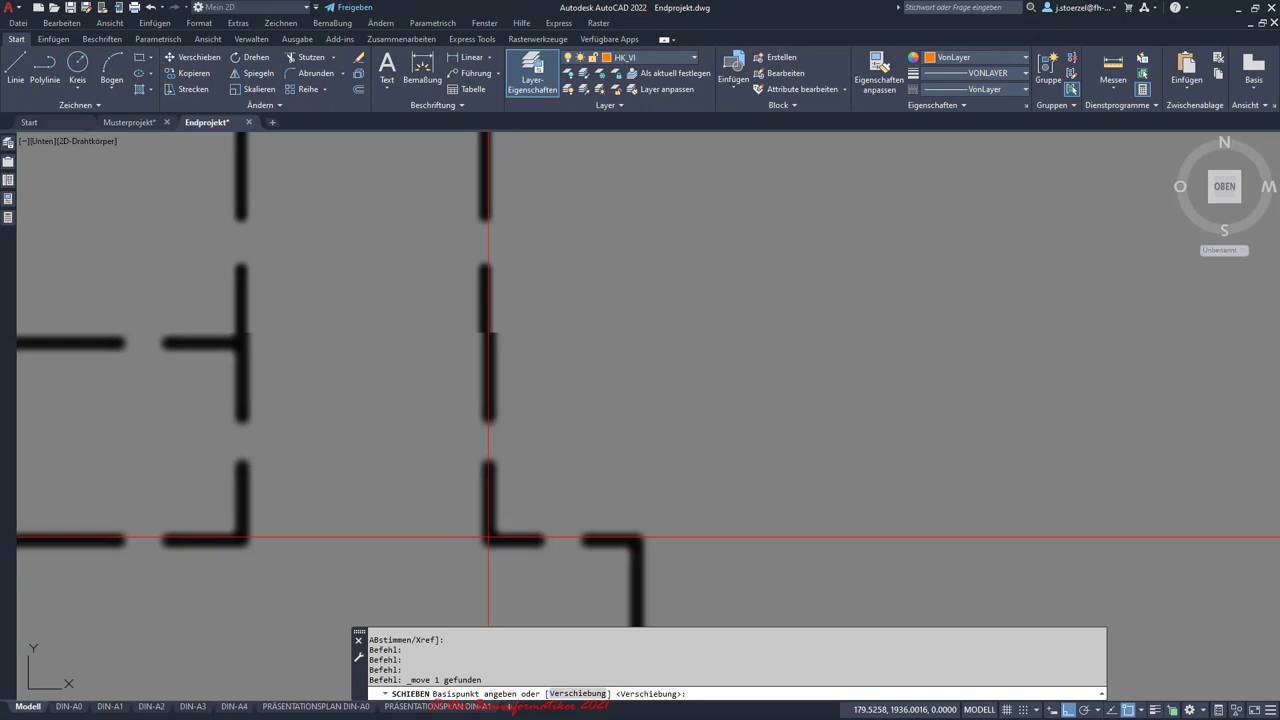 Mein 2D
Freigeben
Autodesk AutoCAD 2022 Endprojekt.dwg
Stichwort oder Frage eingeben
j.stoerzel@fh-...
Datei Bearbeiten Ansicht Einfügen Format Extras Zeichnen Bemaßung Ändern Parametrisch Fenster Hilfe Express Raster
Start Einfügen Beschriften Parametrisch Ansicht Verwalten Ausgabe Add-ins Zusammenarbeiten Express Tools Rasterwerkzeuge Verfügbare Apps
Verschieben Drehen Stutzen Linear HK_VI Erstellen VonLayer
Kopieren Spiegeln Abrunden Führung Als aktuell festlegen Bearbeiten VONLAYER
Strecken Skalieren Reihe Tabelle Layer anpassen Attribute bearbeiten VonLayer
Linie Polylinie Kreis Bogen Text Bemaßung Layer-Eigenschaften Einfügen Eigenschaften anpassen Gruppe Messen Einfügen Basis
Zeichnen Ändern Beschriftung Layer Block Eigenschaften Gruppen Dienstprogramme Zwischenablage Ansicht
Start Musterprojekt* Endprojekt*
[−][Unten][2D-Drahtkörper]
N
O OBEN W
S
Unbenannt
ABstimmen/Xref]:
Befehl:
Befehl:
Befehl:
Befehl: _move 1 gefunden
SCHIEBEN Basispunkt angeben oder [Verschiebung] <Verschiebung>:
Y
X
Modell DIN-A0 DIN-A1 DIN-A2 DIN-A3 DIN-A4 PRÄSENTATIONSPLAN DIN-A0 PRÄSENTATIONSPLAN DIN-A1
2021
179.5258, 1936.0016, 0.0000 MODELL